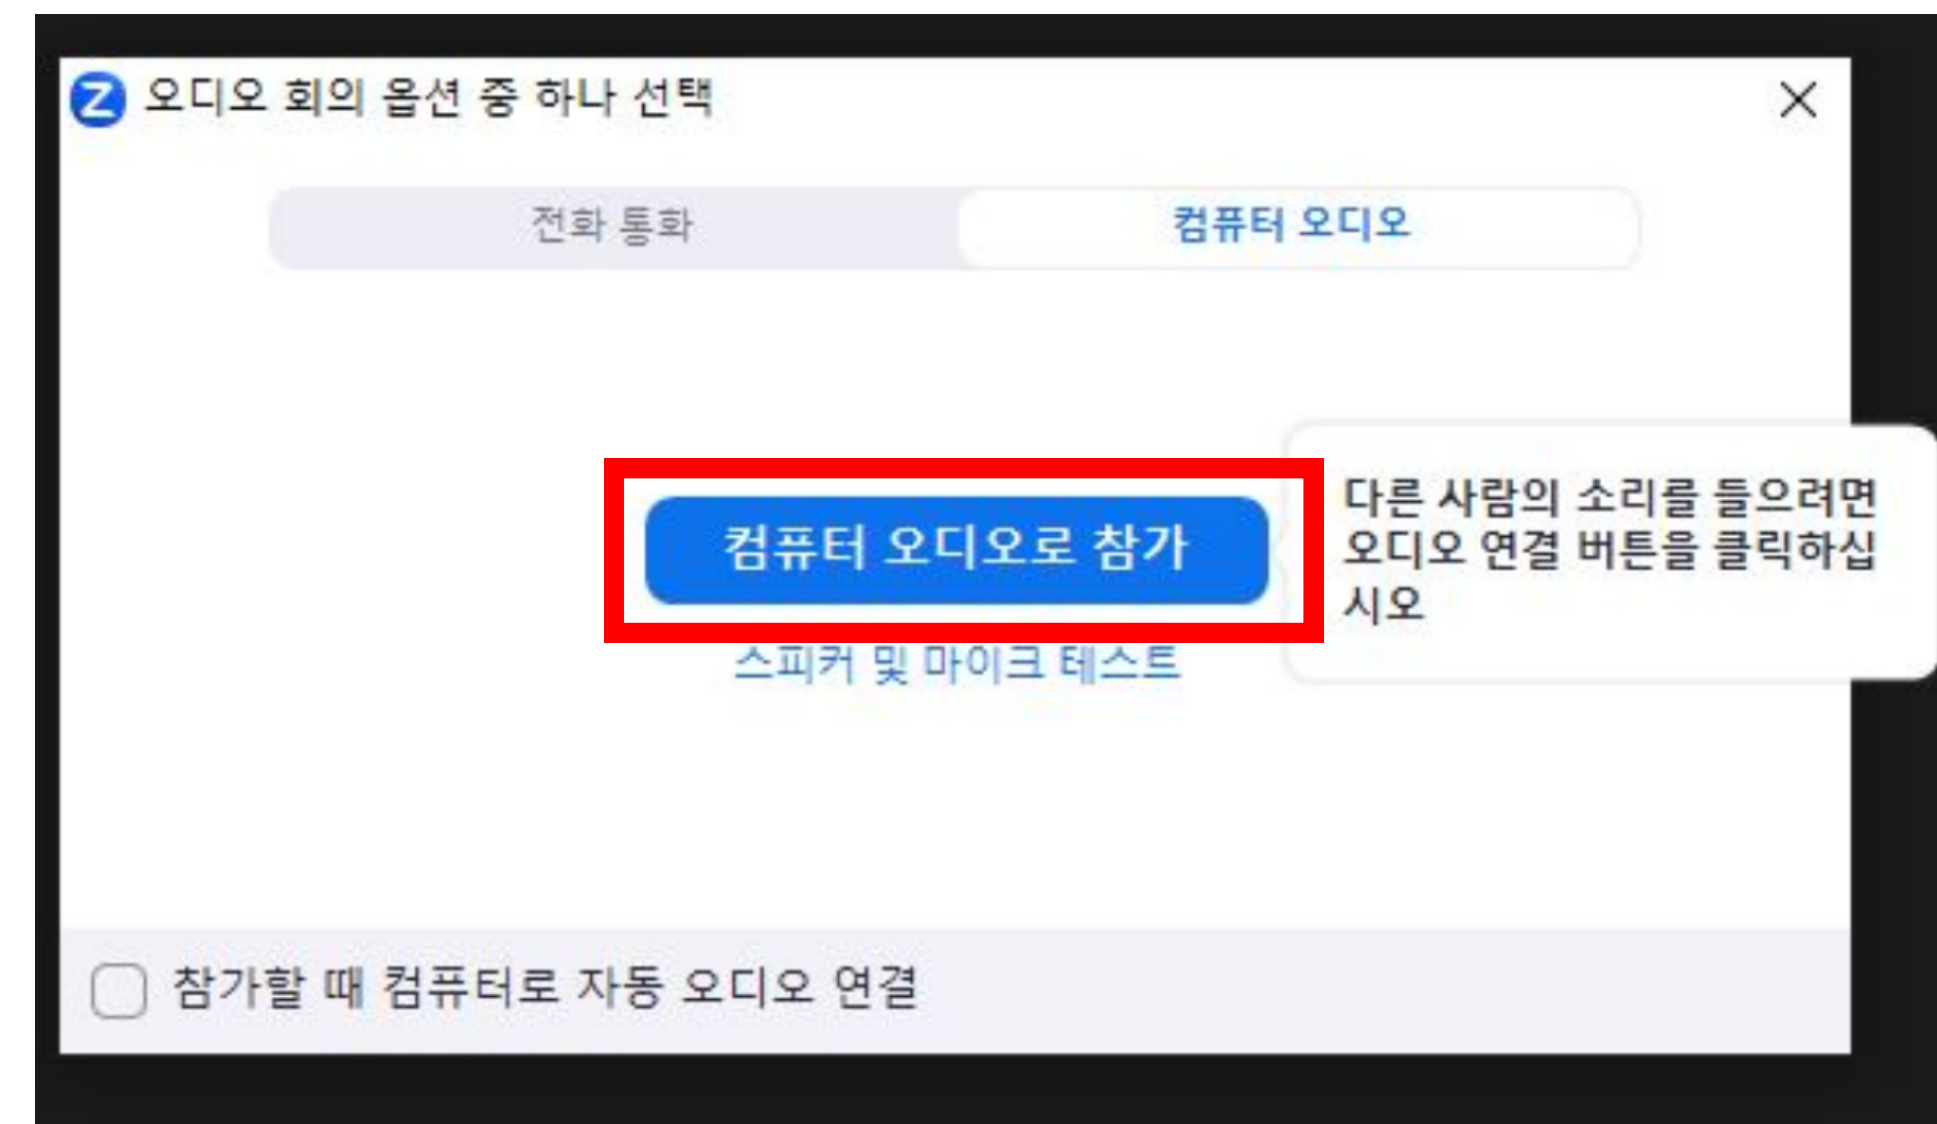 오디오 회의 옵션 중 하나 선택
전화 통화
컴퓨터 오디오
컴퓨터 오디오로 참가
다른 사람의 소리를 들으려면
오디오 연결 버튼을 클릭하십
시오
스피커 및 마이크 테스트
참가할 때 컴퓨터로 자동 오디오 연결